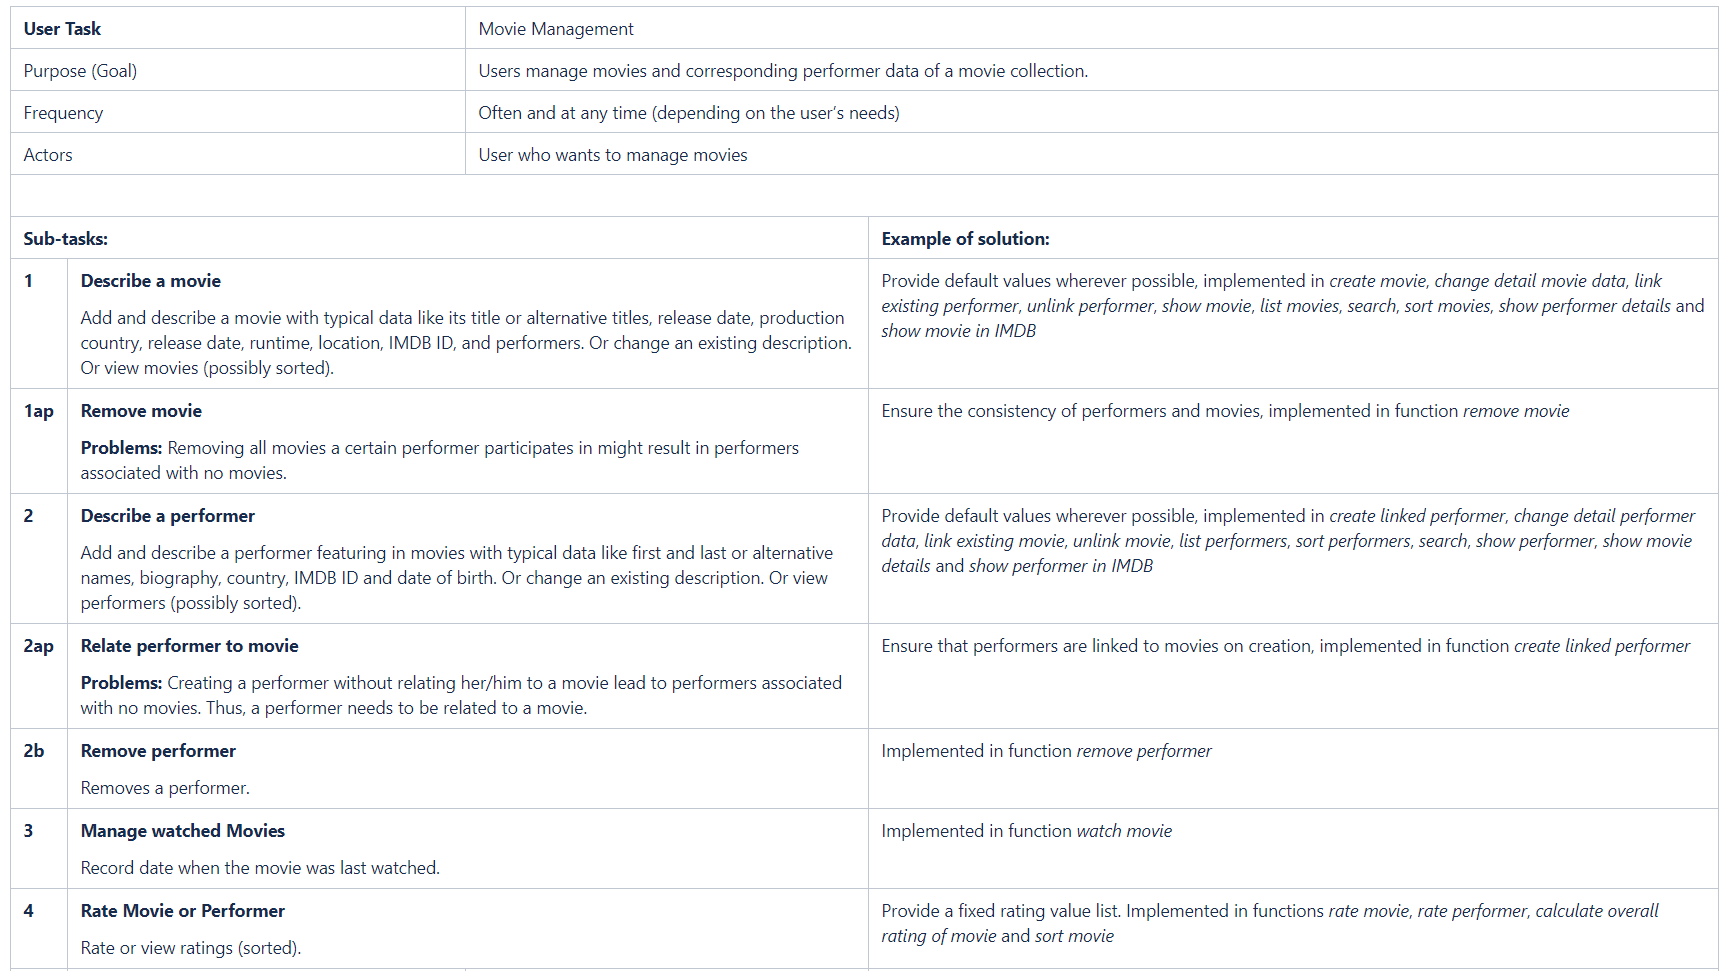 User Task
Movie Management
Purpose (Goal)
Users manage movies and corresponding performer data of a movie collection.
Frequency
Often and at any time (depending on the user’s needs)
Actors
User who wants to manage movies
Sub-tasks:
Example of solution:
1
Describe a movie
Add and describe a movie with typical data like its title or alternative titles, release date, production
country, release date, runtime, location, IMDB ID, and performers. Or change an existing description.
Or view movies (possibly sorted).
Provide default values wherever possible, implemented in create movie, change detail movie data, link
existing performer, unlink performer, show movie, list movies, search, sort movies, show performer details and
show movie in IMDB
1ap
Remove movie
Problems: Removing all movies a certain performer participates in might result in performers
associated with no movies.
Ensure the consistency of performers and movies, implemented in function remove movie
2
Describe a performer
Add and describe a performer featuring in movies with typical data like first and last or alternative
names, biography, country, IMDB ID and date of birth. Or change an existing description. Or view
performers (possibly sorted).
Provide default values wherever possible, implemented in create linked performer, change detail performer
data, link existing movie, unlink movie, list performers, sort performers, search, show performer, show movie
details and show performer in IMDB
2ap
Relate performer to movie
Problems: Creating a performer without relating her/him to a movie lead to performers associated
with no movies. Thus, a performer needs to be related to a movie.
Ensure that performers are linked to movies on creation, implemented in function create linked performer
2b
Remove performer
Removes a performer.
Implemented in function remove performer
3
Manage watched Movies
Record date when the movie was last watched.
Implemented in function watch movie
4
Rate Movie or Performer
Rate or view ratings (sorted).
Provide a fixed rating value list. Implemented in functions rate movie, rate performer, calculate overall
rating of movie and sort movie